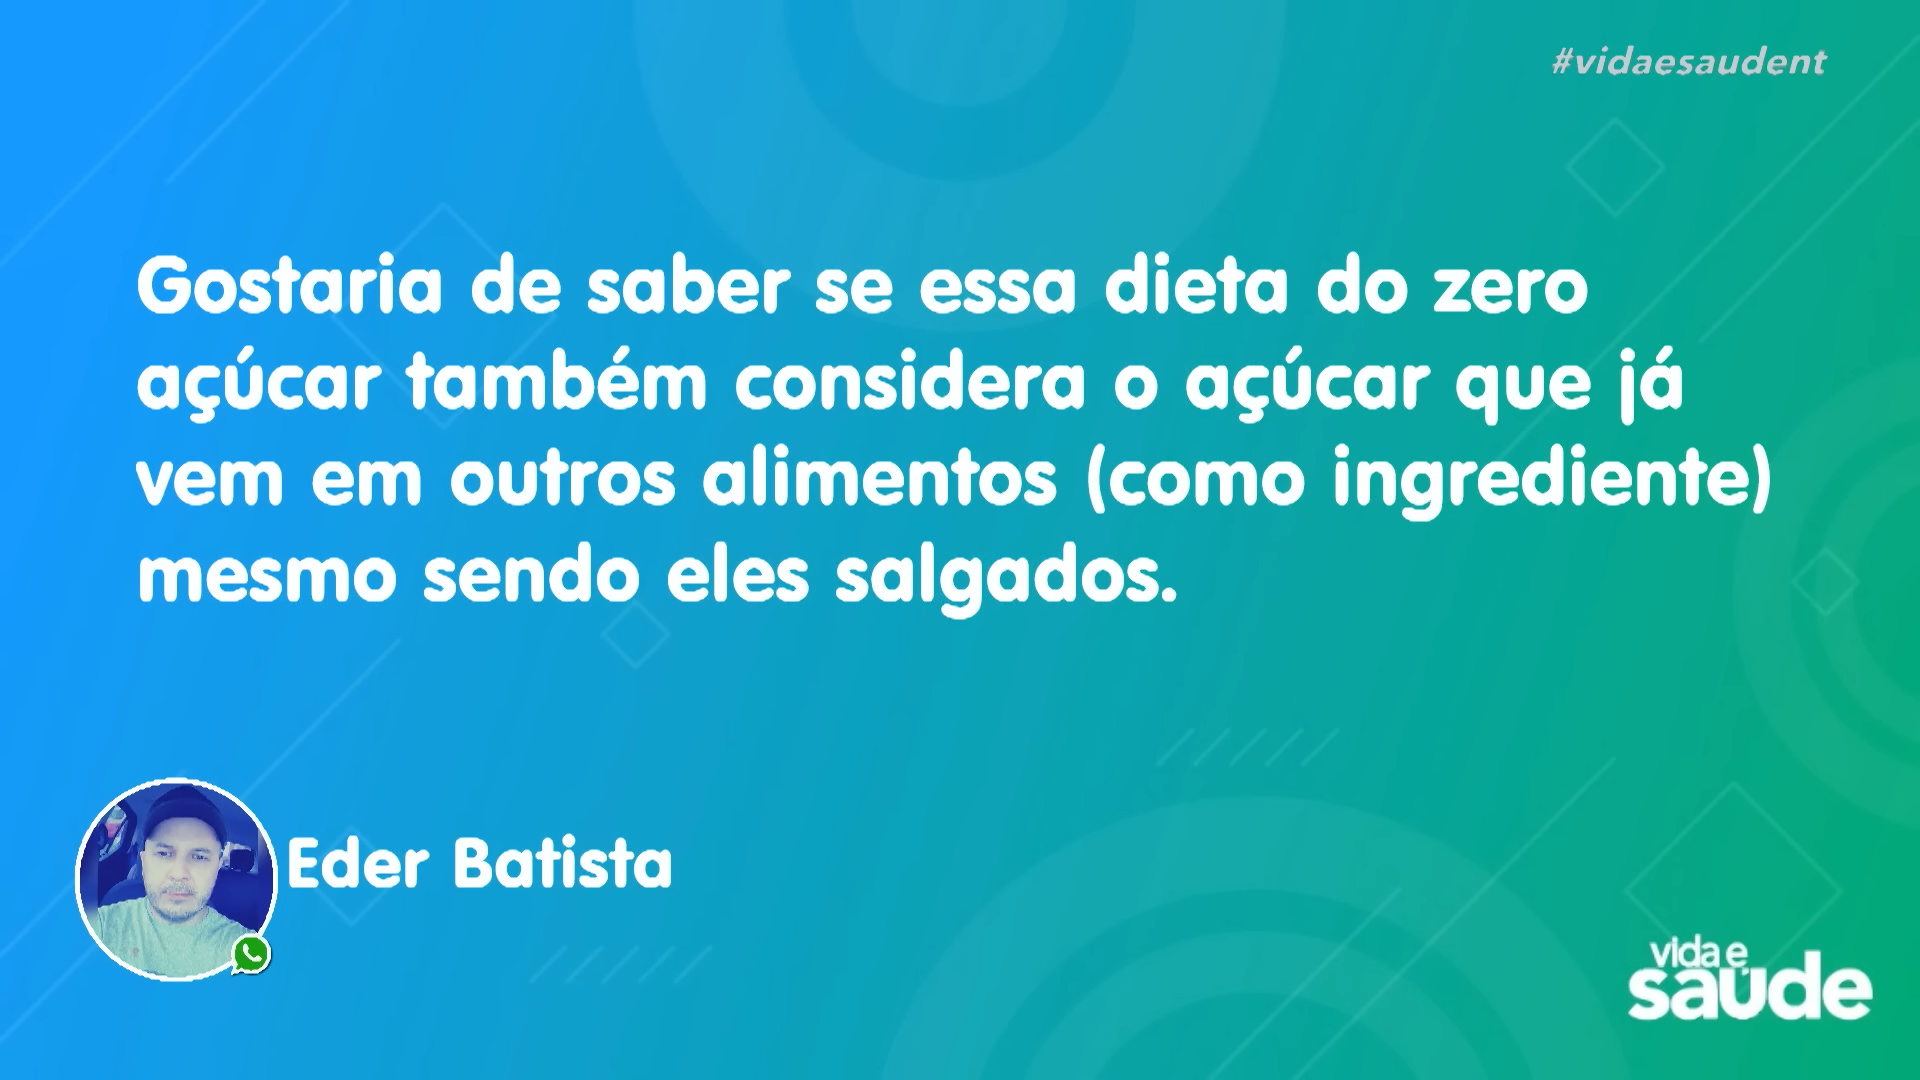 #vidaesaudent
Gostaria de saber se essa dieta do zero
açúcar também considera o açúcar que já
vem em outros alimentos (como ingrediente)
mesmo sendo eles salgados.
Eder Batista
vida e
saúde